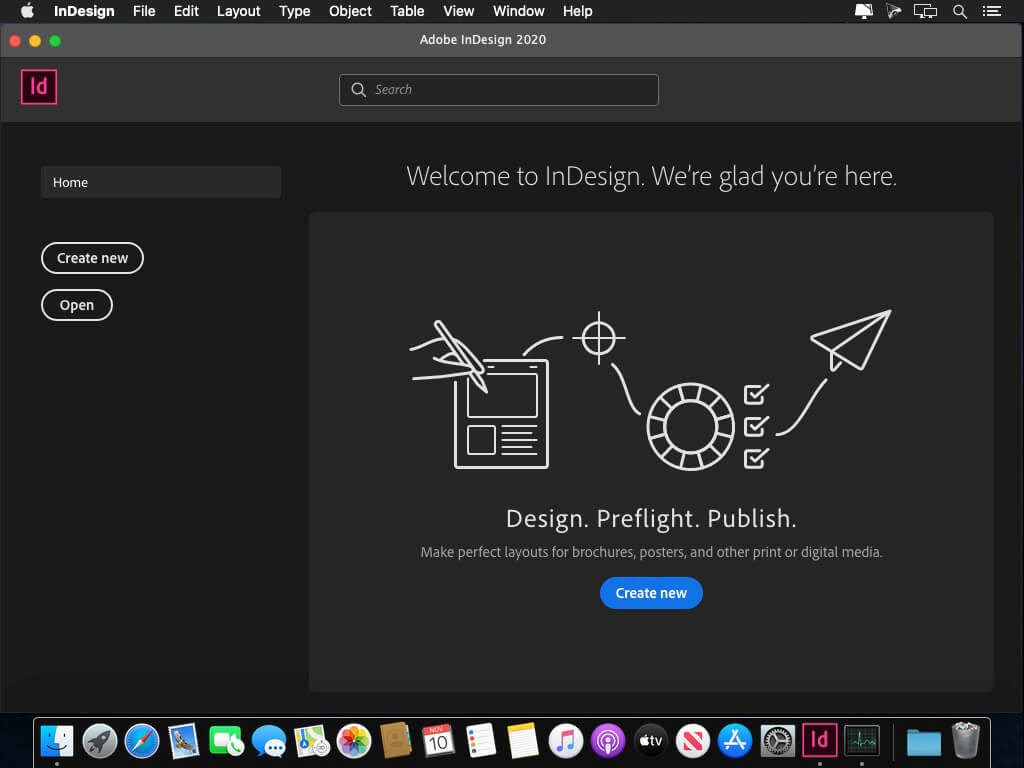 InDesign File Edit Layout Type Object Table View Window Help
Adobe InDesign 2020
Id
Search
Home
Welcome to InDesign. We're glad you're here.
Create new
Open
Design. Preflight. Publish.
Make perfect layouts for brochures, posters, and other print or digital media.
Create new
NOV
10
tv
Id